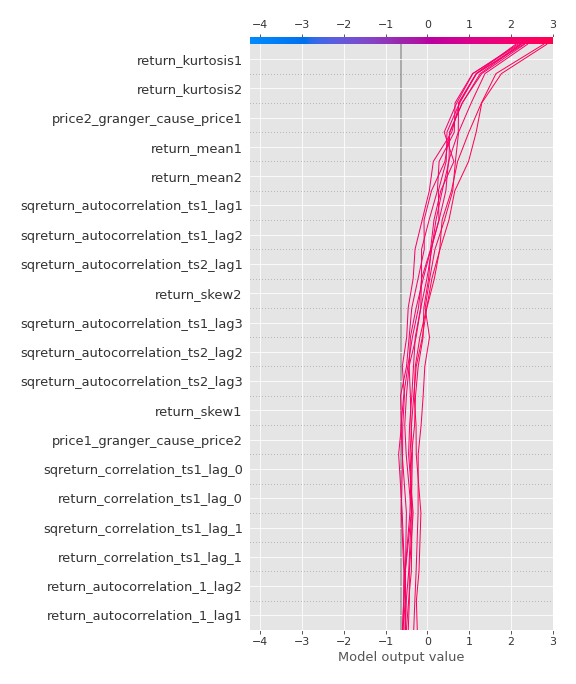 −4 −3 −2 −1 0 1 2 3
return_kurtosis1
return_kurtosis2
price2_granger_cause_price1
return_mean1
return_mean2
sqreturn_autocorrelation_ts1_lag1
sqreturn_autocorrelation_ts1_lag2
sqreturn_autocorrelation_ts2_lag1
return_skew2
sqreturn_autocorrelation_ts1_lag3
sqreturn_autocorrelation_ts2_lag2
sqreturn_autocorrelation_ts2_lag3
return_skew1
price1_granger_cause_price2
sqreturn_correlation_ts1_lag_0
return_correlation_ts1_lag_0
sqreturn_correlation_ts1_lag_1
return_correlation_ts1_lag_1
return_autocorrelation_1_lag2
return_autocorrelation_1_lag1
−4 −3 −2 −1 0 1 2 3
Model output value